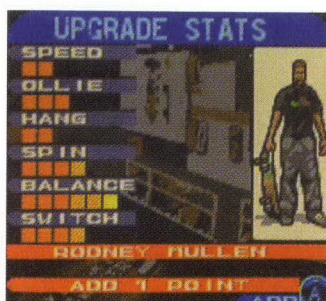 UPGRADE STATS
SPEED
OLLIE
HANG
SPIN
BALANCE
SWITCH
RODNEY MULLEN
ADD 1 POINT